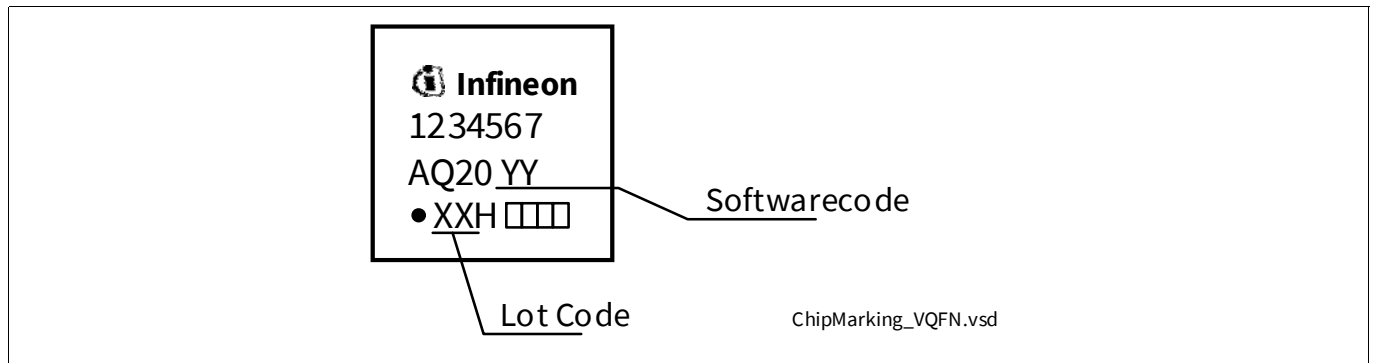 Infineon
1234567
AQ20 YY
•XXH
Softwarecode
Lot Code
ChipMarking_VQFN.vsd